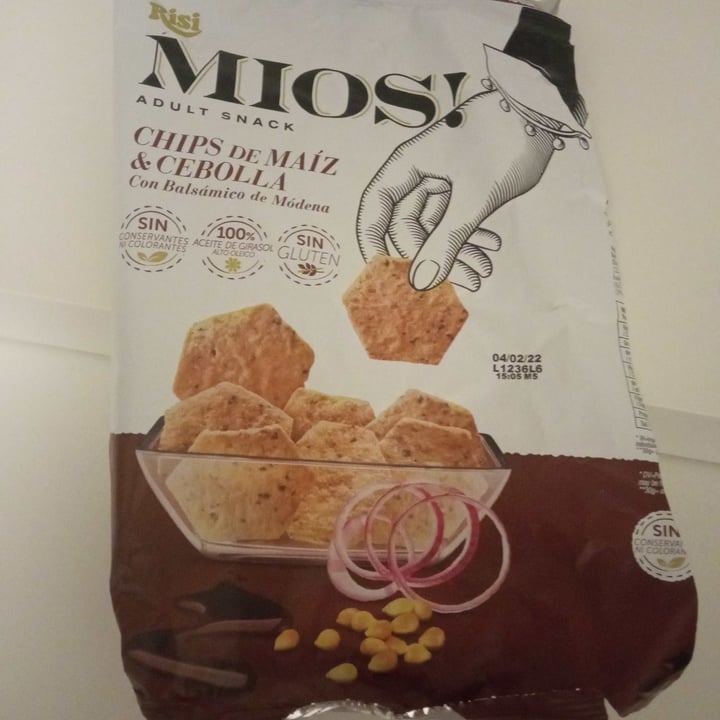 Risi
MIOS!
ADULT SNACK
CHIPS DE MAÍZ
& CEBOLLA
Con Balsámico de Módena
SIN
CONSERVANTES
NI COLORANTES
100%
ACEITE DE GIRASOL
ALTO OLEICO
SIN
GLUTEN
04/02/22
L1236L6
15:05 M5
SIN